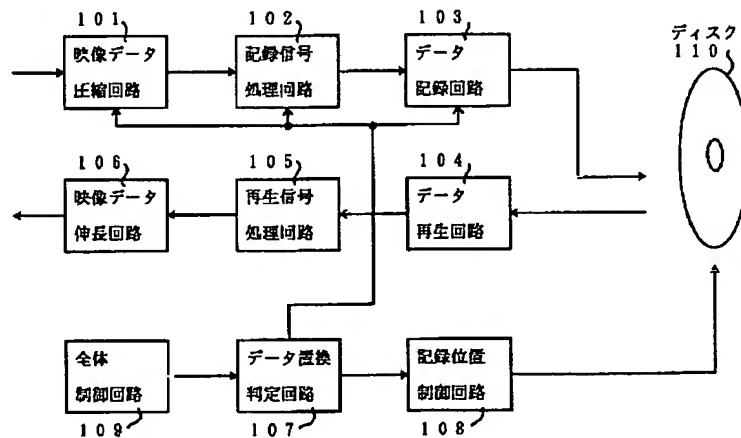 101
映像データ
圧縮回路
102
記録信号
処理回路
103
データ
記録回路
ディスク
110
106
映像データ
伸長回路
105
再生信号
処理回路
104
データ
再生回路
全体
制御回路
109
データ置換
判定回路
107
記録位置
制御回路
108